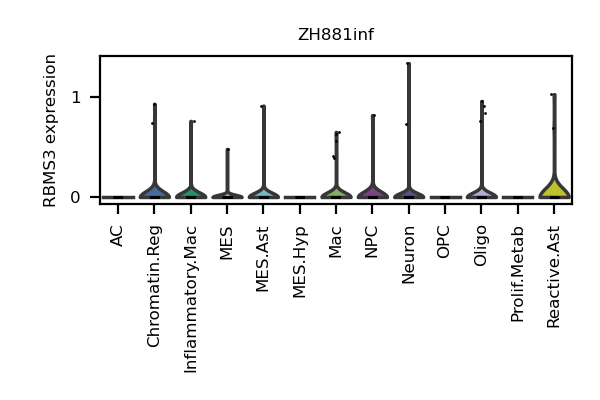 ZH881inf
RBMS3 expression
1
0
AC
Chromatin.Reg
Inflammatory.Mac
MES
MES.Ast
MES.Hyp
Mac
NPC
Neuron
OPC
Oligo
Prolif.Metab
Reactive.Ast